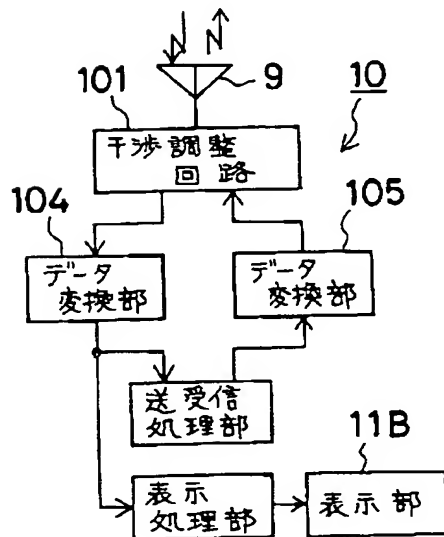 9
10
101
干渉調整
回路
104
105
データ
変換部
データ
変換部
送受信
処理部
11B
表示
処理部
表示部